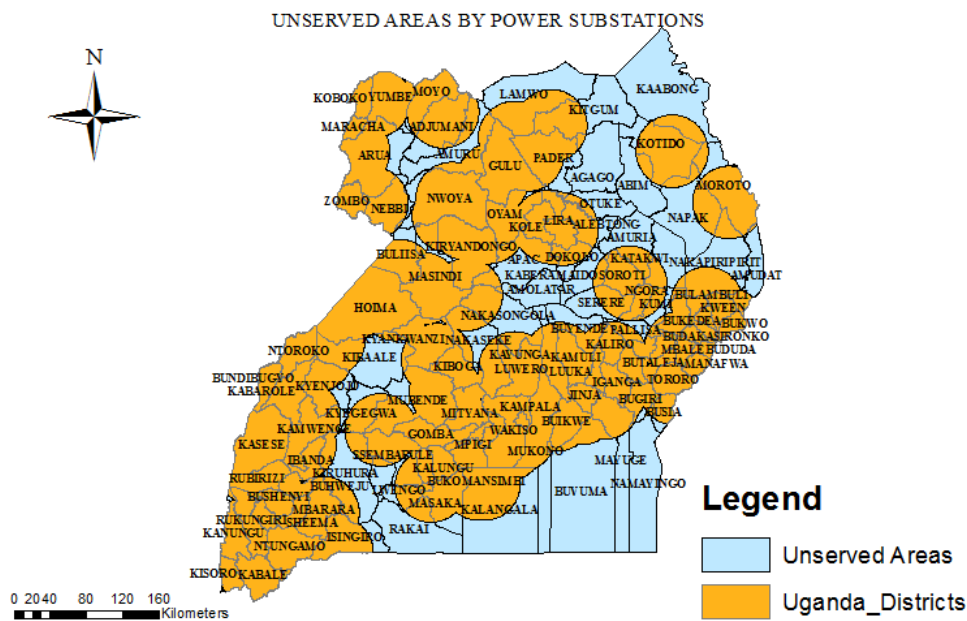 UNSERVED AREAS BY POWER SUBSTATIONS
N
KAABONG
LAMWO
MOYO
KOBOKO YUMBE
KITGUM
MARACHA
ADJUMANI
KOTIDO
ARUA
AMURU
PADER
GULU
AGAGO
ABIM
MOROTO
ZOMBO
NEBBI
NWOYA
OTUKE
OYAM
LIRA
NAPAK
KOLE
ALEBTONG
AMURIA
KIRYANDONGO
BULIISA
APAC
DOKOLO
KATAKWI
NAKAPIRIPIRIT
MASINDI
KABERAMAIDO
SOROTI
AMUDAT
AMOLATAR
NGORA
BULAMBULI
HOIMA
SERERE
KUMI
KWEEN
NAKASONGOLA
BUKEDEA
BUKWO
BUYENDE
PALLISA
KYANKWANZI
NAKASEKE
KALIRO
BUDAKA
SIRONKO
NTOROKO
KIBAALE
KAYUNGA
KAMULI
MBALE
BUDUDA
KIBOGA
LUWERO
LUUKA
BUTALEJA
MANAFWA
BUNDIBUGYO
KABAROLE
KYENJOJO
IGANGA
TORORO
MUBENDE
JINJA
BUGIRI
KYEGEGWA
MITYANA
KAMPALA
BUSIA
KAMWENGE
BUIKWE
KASESE
GOMBA
WAKISO
MPIGI
MUKONO
SSEMBABULE
IBANDA
KALUNGU
MAYUGE
KIRUHURA
RUBIRIZI
BUHWEJU
BUKOMANSIMBI
NAMAYINGO
LWENGO
BUVUMA
BUSHENYI
MBARARA
MASAKA
KALANGALA
RUKUNGIRI
SHEEMA
RAKAI
KANUNGU
ISINGIRO
NTUNGAMO
KISORO
KABALE
Legend
Unserved Areas
Uganda_Districts
0 20 40 80 120 160
Kilometers